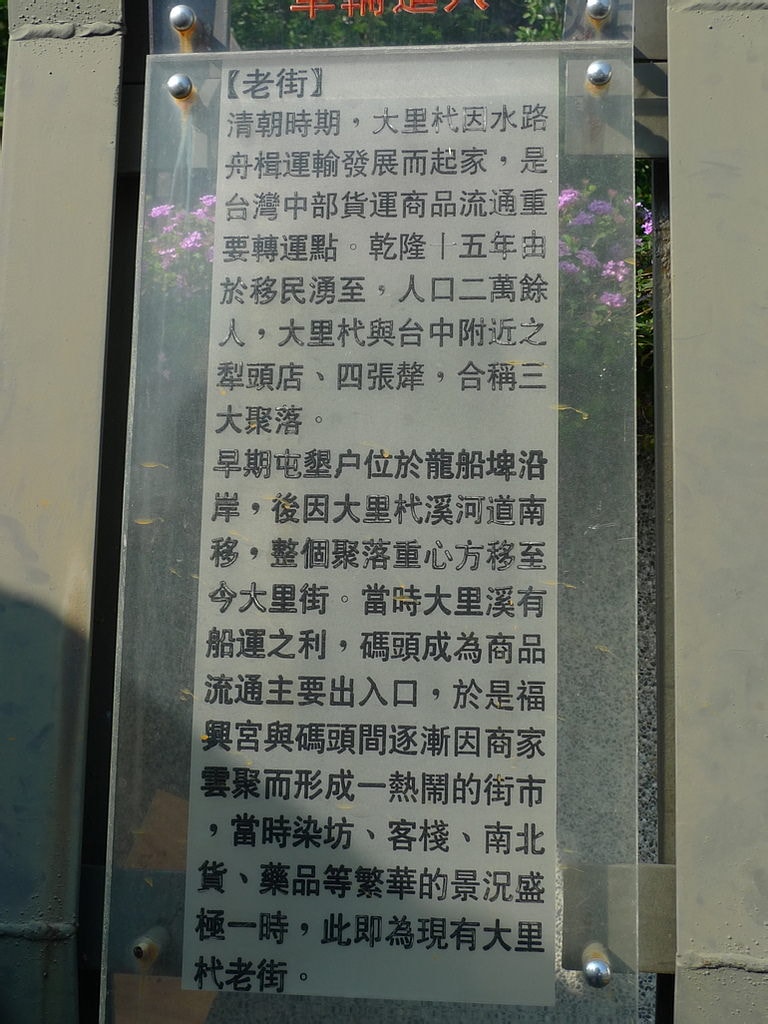 【老街】
清朝時期，大里杙因水路
舟楫運輸發展而起家，是
台灣中部貨運商品流通重
要轉運點。乾隆十五年由
於移民湧至，人口二萬餘
人，大里杙與台中附近之
犁頭店、四張犛，合稱三
大聚落。
早期屯墾户位於龍船埤沿
岸，後因大里杙溪河道南
移，整個聚落重心方移至
今大里街。當時大里溪有
船運之利，碼頭成為商品
流通主要出入口，於是福
興宮與碼頭間逐漸因商家
雲聚而形成一熱鬧的街市
，當時染坊、客棧、南北
貨、藥品等繁華的景況盛
極一時，此即為現有大里
杙老街。